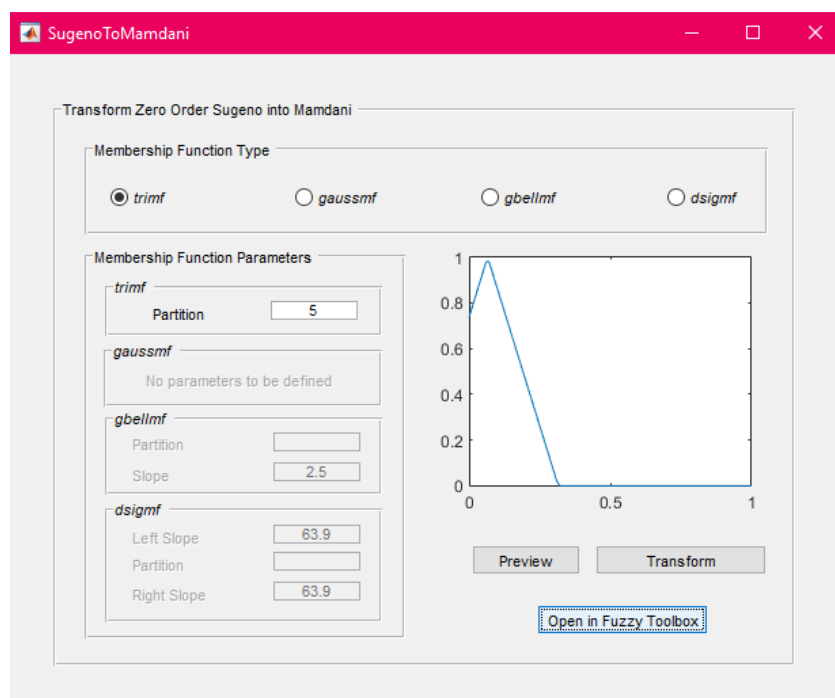 SugenoToMamdani
Transform Zero Order Sugeno into Mamdani
Membership Function Type
trimf gaussmf gbellmf dsigmf
Membership Function Parameters
trimf
Partition 5
gaussmf
No parameters to be defined
gbellmf
Partition
Slope 2.5
dsigmf
Left Slope 63.9
Partition
Right Slope 63.9
1
0.8
0.6
0.4
0.2
0
0 0.5 1
Preview Transform
Open in Fuzzy Toolbox